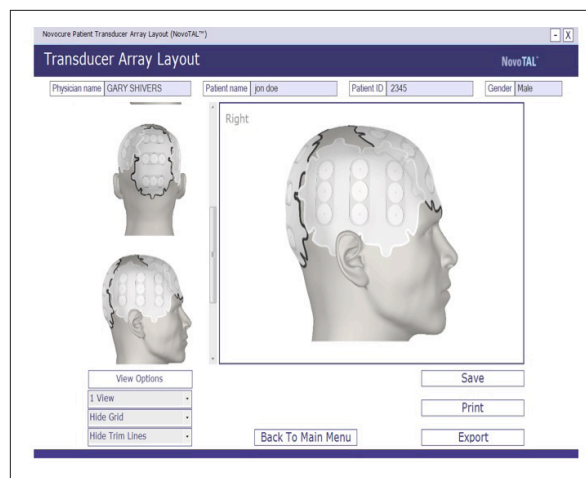 Novocure Patient Transducer Array Layout (NovoTAL™)
- X
Transducer Array Layout
NovoTAL™
Physician name GARY SHIVERS Patient name jon doe Patient ID 2345 Gender Male
Right
View Options
1 View
Hide Grid
Hide Trim Lines
Save
Print
Back To Main Menu
Export